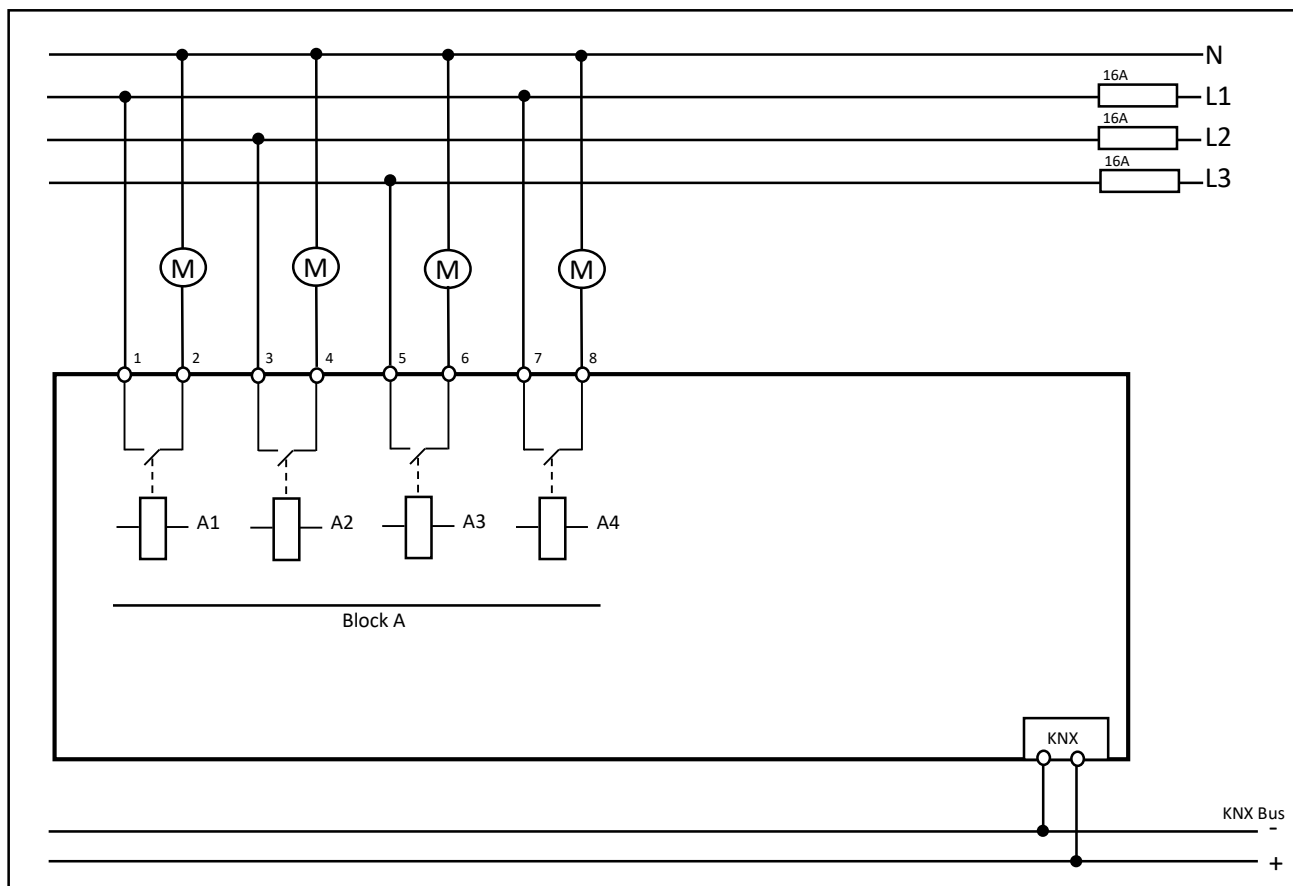 N
16A
L1
16A
L2
16A
L3
M M M M
1 2 3 4 5 6 7 8
A1 A2 A3 A4
Block A
KNX
KNX Bus
-
+